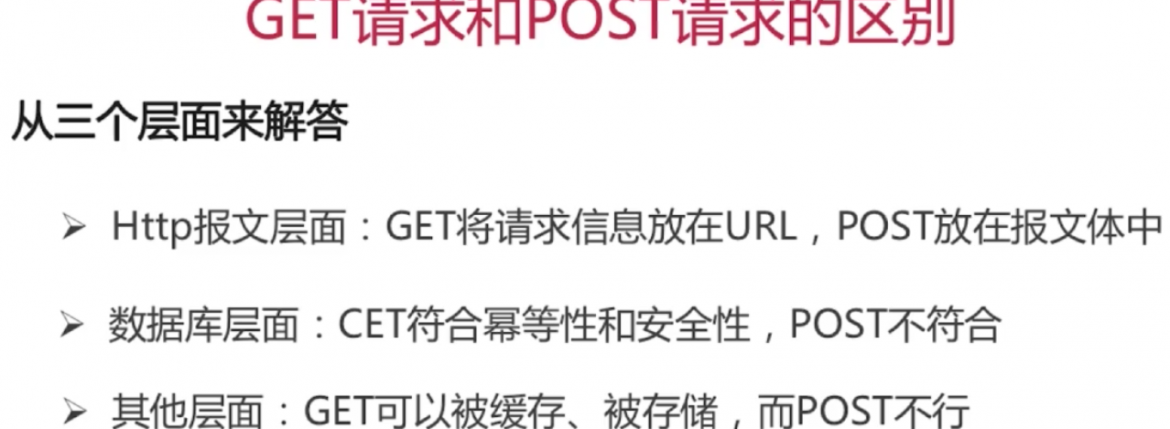 GET请求和POST请求的区别
从三个层面来解答
➢ Http报文层面：GET将请求信息放在URL，POST放在报文体中
➢ 数据库层面：CET符合幂等性和安全性，POST不符合
➢ 其他层面：GET可以被缓存、被存储，而POST不行